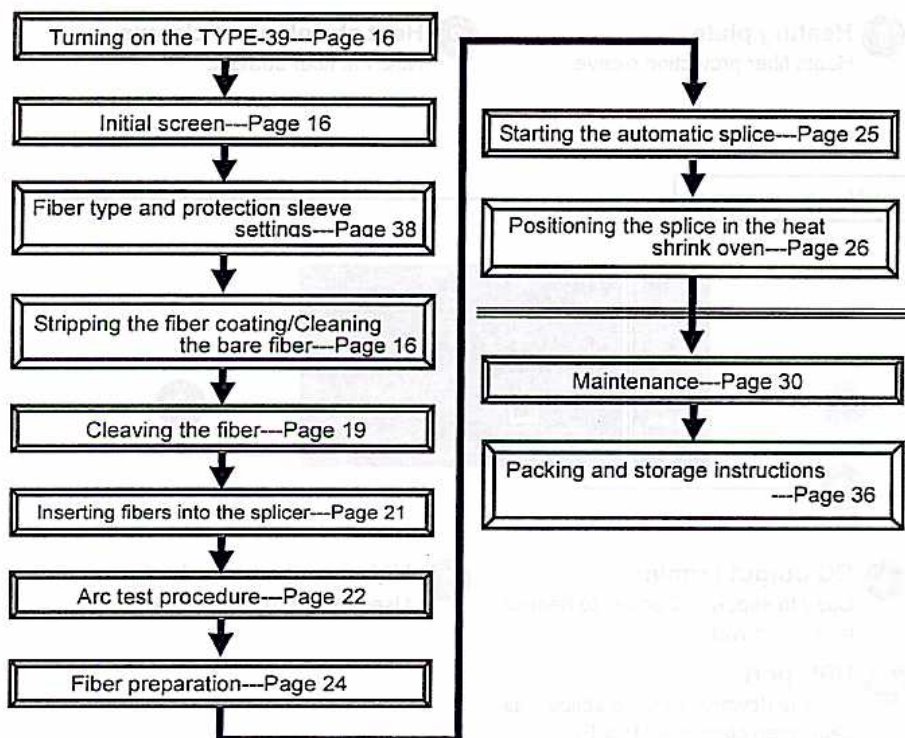 Turning on the TYPE-39---Page 16
Initial screen---Page 16
Fiber type and protection sleeve
settings---Page 38
Stripping the fiber coating/Cleaning
the bare fiber---Page 16
Cleaving the fiber---Page 19
Inserting fibers into the splicer---Page 21
Arc test procedure---Page 22
Fiber preparation---Page 24
Starting the automatic splice---Page 25
Positioning the splice in the heat
shrink oven---Page 26
Maintenance---Page 30
Packing and storage instructions
---Page 36